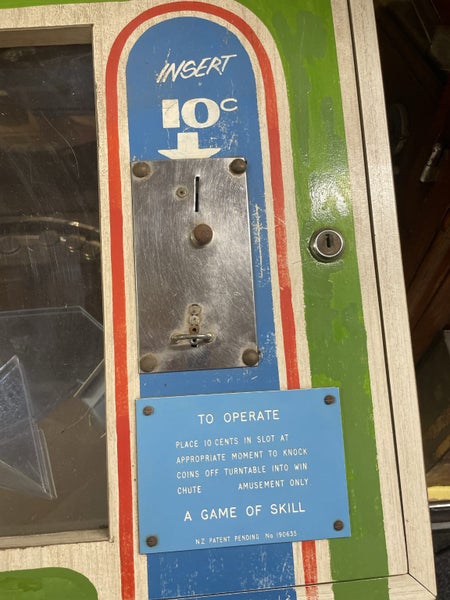 INSERT
10c
TO OPERATE
PLACE 10 CENTS IN SLOT AT
APPROPRIATE MOMENT TO KNOCK
COINS OFF TURNTABLE INTO WIN
CHUTE AMUSEMENT ONLY
A GAME OF SKILL
N.Z. PATENT PENDING No 190635